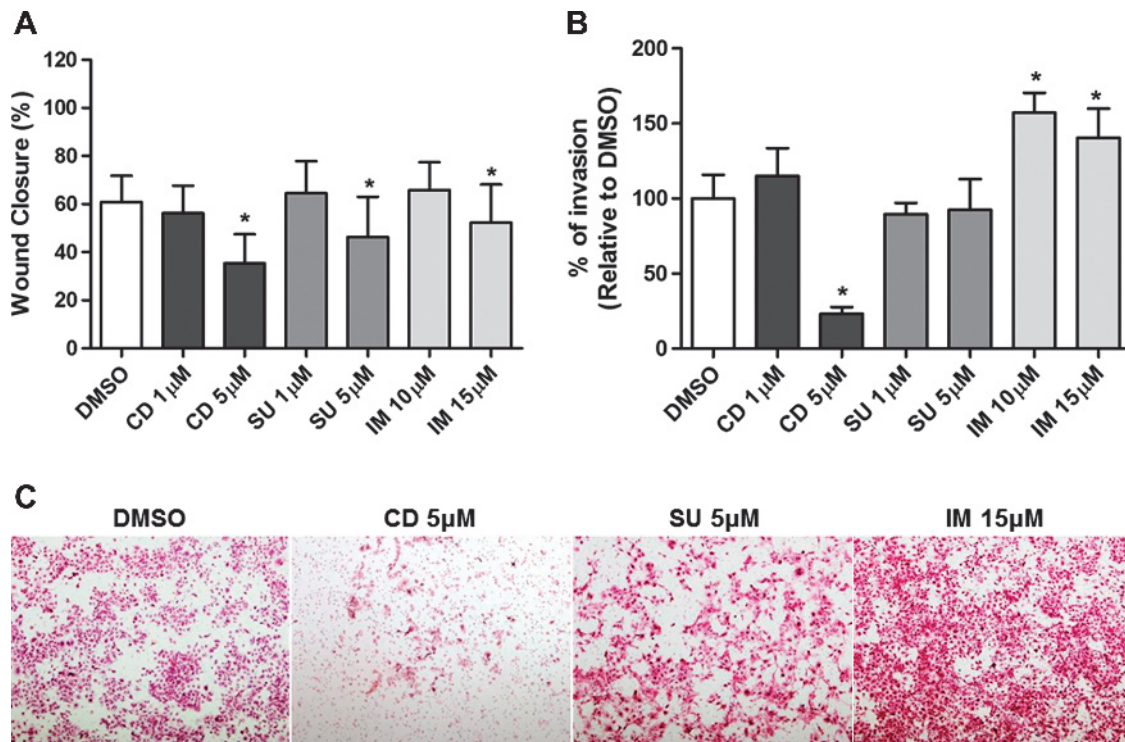 A
Wound Closure (%)
120
100
80
60
40
20
0
*
*
*
DMSO
CD 1µM
CD 5µM
SU 1µM
SU 5µM
IM 10µM
IM 15µM
B
% of invasion
(Relative to DMSO)
200
150
100
50
0
*
*
*
DMSO
CD 1µM
CD 5µM
SU 1µM
SU 5µM
IM 10µM
IM 15µM
C
DMSO
CD 5µM
SU 5µM
IM 15µM